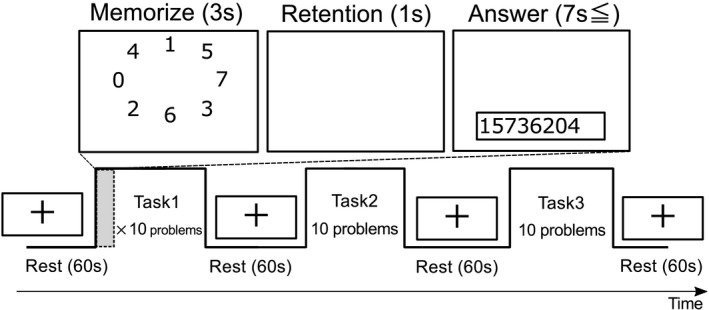 Memorize (3s) Retention (1s) Answer (7s≦)
4 1 5
0 7
2 6 3
15736204
Task1 Task2 Task3
×10 problems 10 problems 10 problems
+ + + +
Rest (60s) Rest (60s) Rest (60s) Rest (60s)
Time